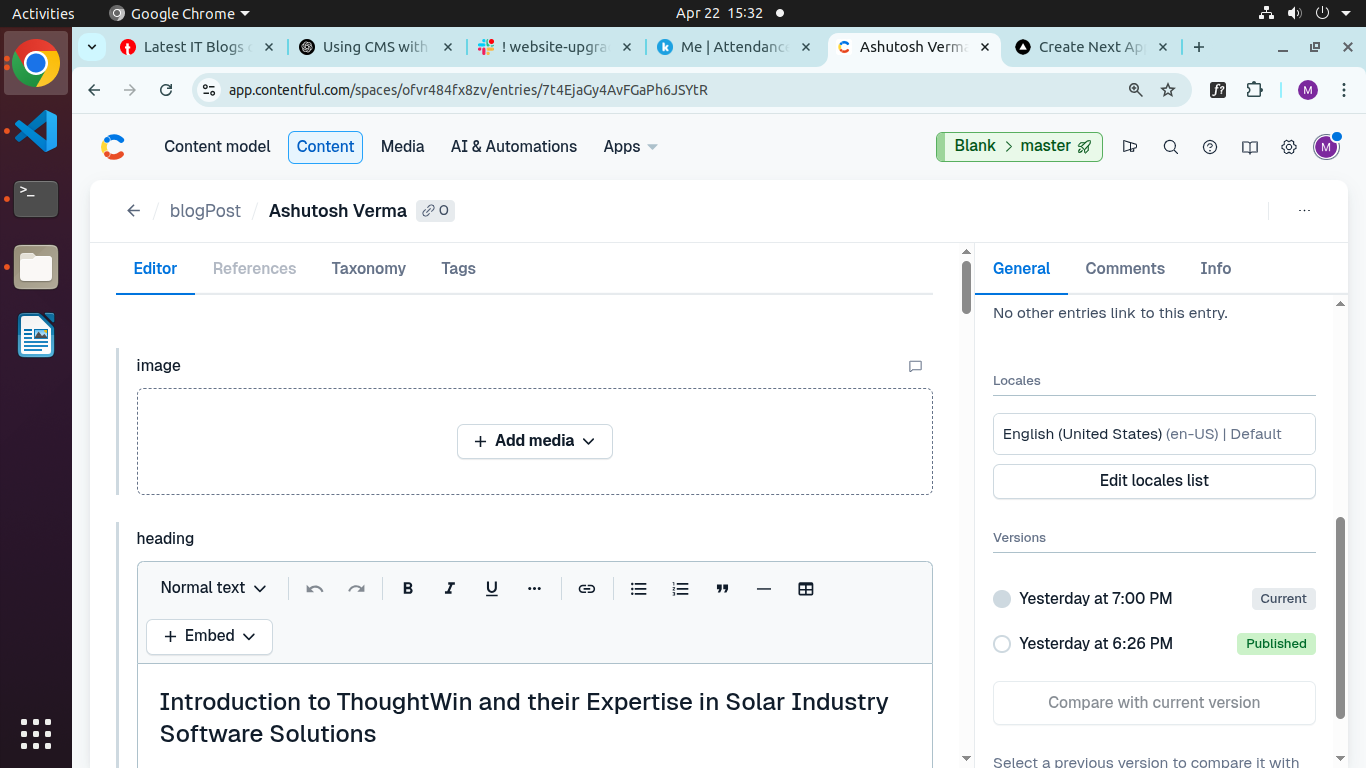 Activities
Google Chrome
Apr 22 15:32
Latest IT Blogs
Using CMS with
! website-upgra
Me | Attendanc
Ashutosh Verma
Create Next Ap
app.contentful.com/spaces/ofvr484fx8zv/entries/7t4EjaGy4AvFGaPh6JSYtR
M
Content model
Content
Media
AI & Automations
Apps
Blank > master
M
/ blogPost / Ashutosh Verma 0
...
Editor
References
Taxonomy
Tags
General
Comments
Info
image
+ Add media
heading
Normal text
B I U ...
+ Embed
Introduction to ThoughtWin and their Expertise in Solar Industry
Software Solutions
No other entries link to this entry.
Locales
English (United States) (en-US) | Default
Edit locales list
Versions
Yesterday at 7:00 PM Current
Yesterday at 6:26 PM Published
Compare with current version
Select a previous version to compare it with